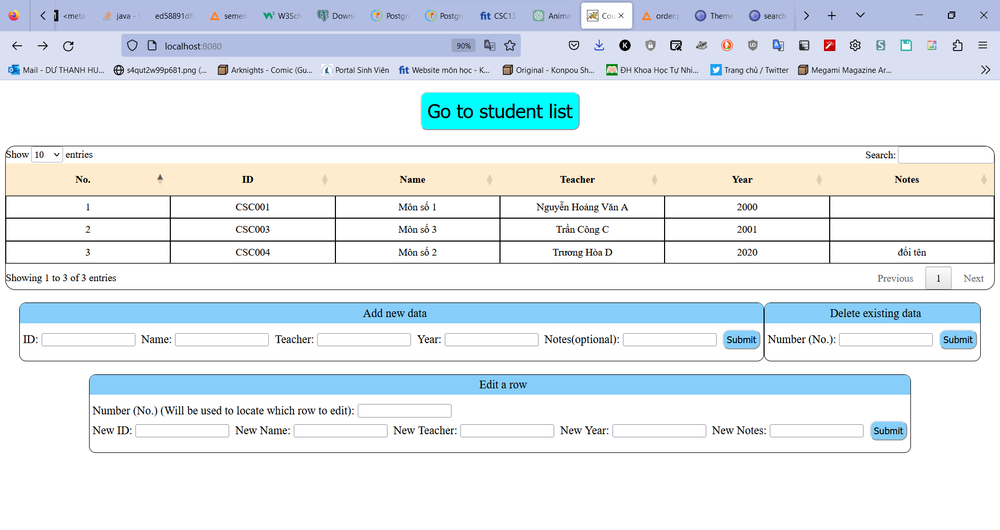 <meta
java - \
ed58891df
semen
W3Sch
Downl
Postgr
Postgre
fit CSC13
Anima
Cou
order:p
Theme
search
localhost:8080
90%
Mail - DƯ THANH HU...
s4qut2w99p681.png (...
Arknights - Comic (Gu...
Portal Sinh Viên
fit Website môn học - K...
Original - Konpou Sh...
ĐH Khoa Học Tự Nhi...
Trang chủ / Twitter
Megami Magazine Ar...
Go to student list
Show 10 entries
Search:
No. ID Name Teacher Year Notes
1 CSC001 Môn số 1 Nguyễn Hoàng Văn A 2000
2 CSC003 Môn số 3 Trần Công C 2001
3 CSC004 Môn số 2 Trương Hòa D 2020 đổi tên
Showing 1 to 3 of 3 entries
Previous 1 Next
Add new data
ID: Name: Teacher: Year: Notes(optional): Submit
Delete existing data
Number (No.): Submit
Edit a row
Number (No.) (Will be used to locate which row to edit):
New ID: New Name: New Teacher: New Year: New Notes: Submit